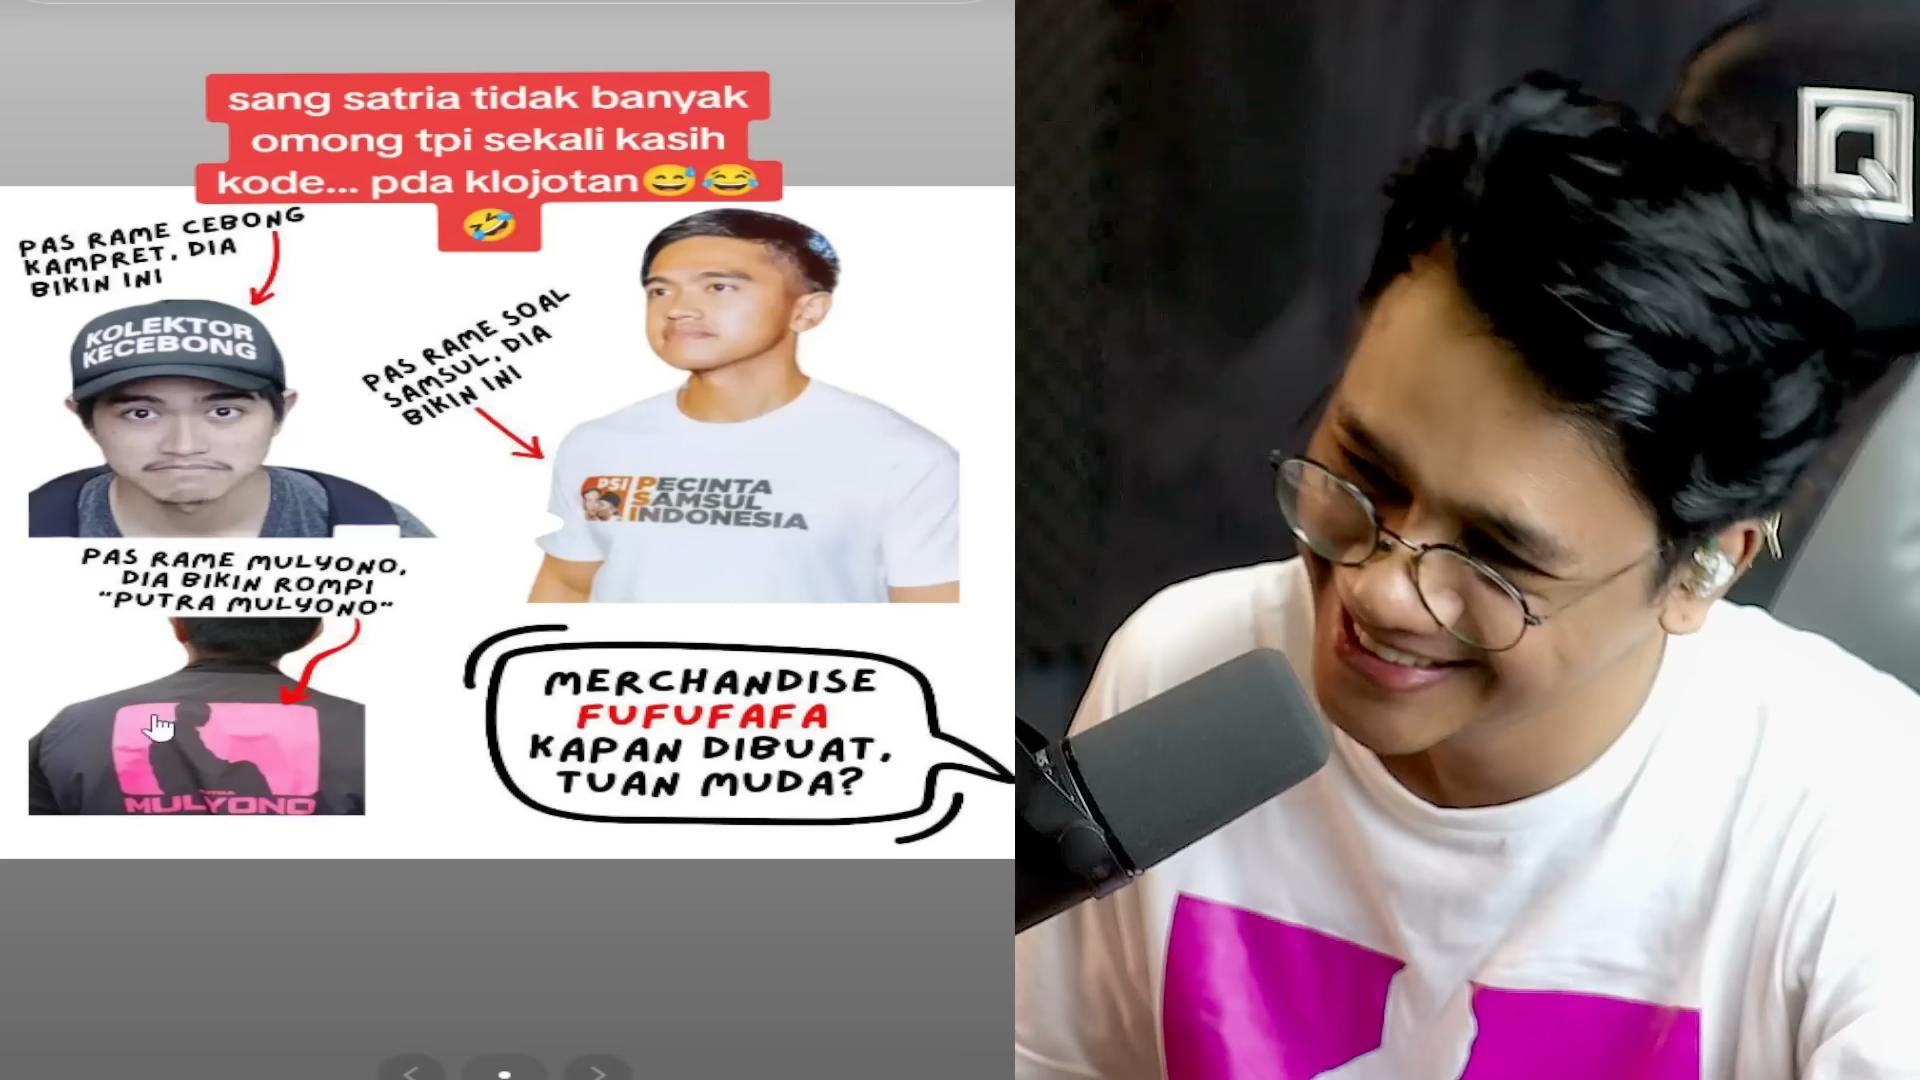 sang satria tidak banyak
omong tpi sekali kasih
kode... pda klojotan😅😂
🤣
PAS RAME CEBONG
KAMPRET, DIA
BIKIN INI
KOLEKTOR
KECEBONG
PAS RAME SOAL
SAMSUL, DIA
BIKIN INI
PSI PECINTA
SAMSUL
INDONESIA
PAS RAME MULYONO,
DIA BIKIN ROMPI
"PUTRA MULYONO"
PUTRA
MULYONO
MERCHANDISE
FUFUFAFA
KAPAN DIBUAT,
TUAN MUDA?